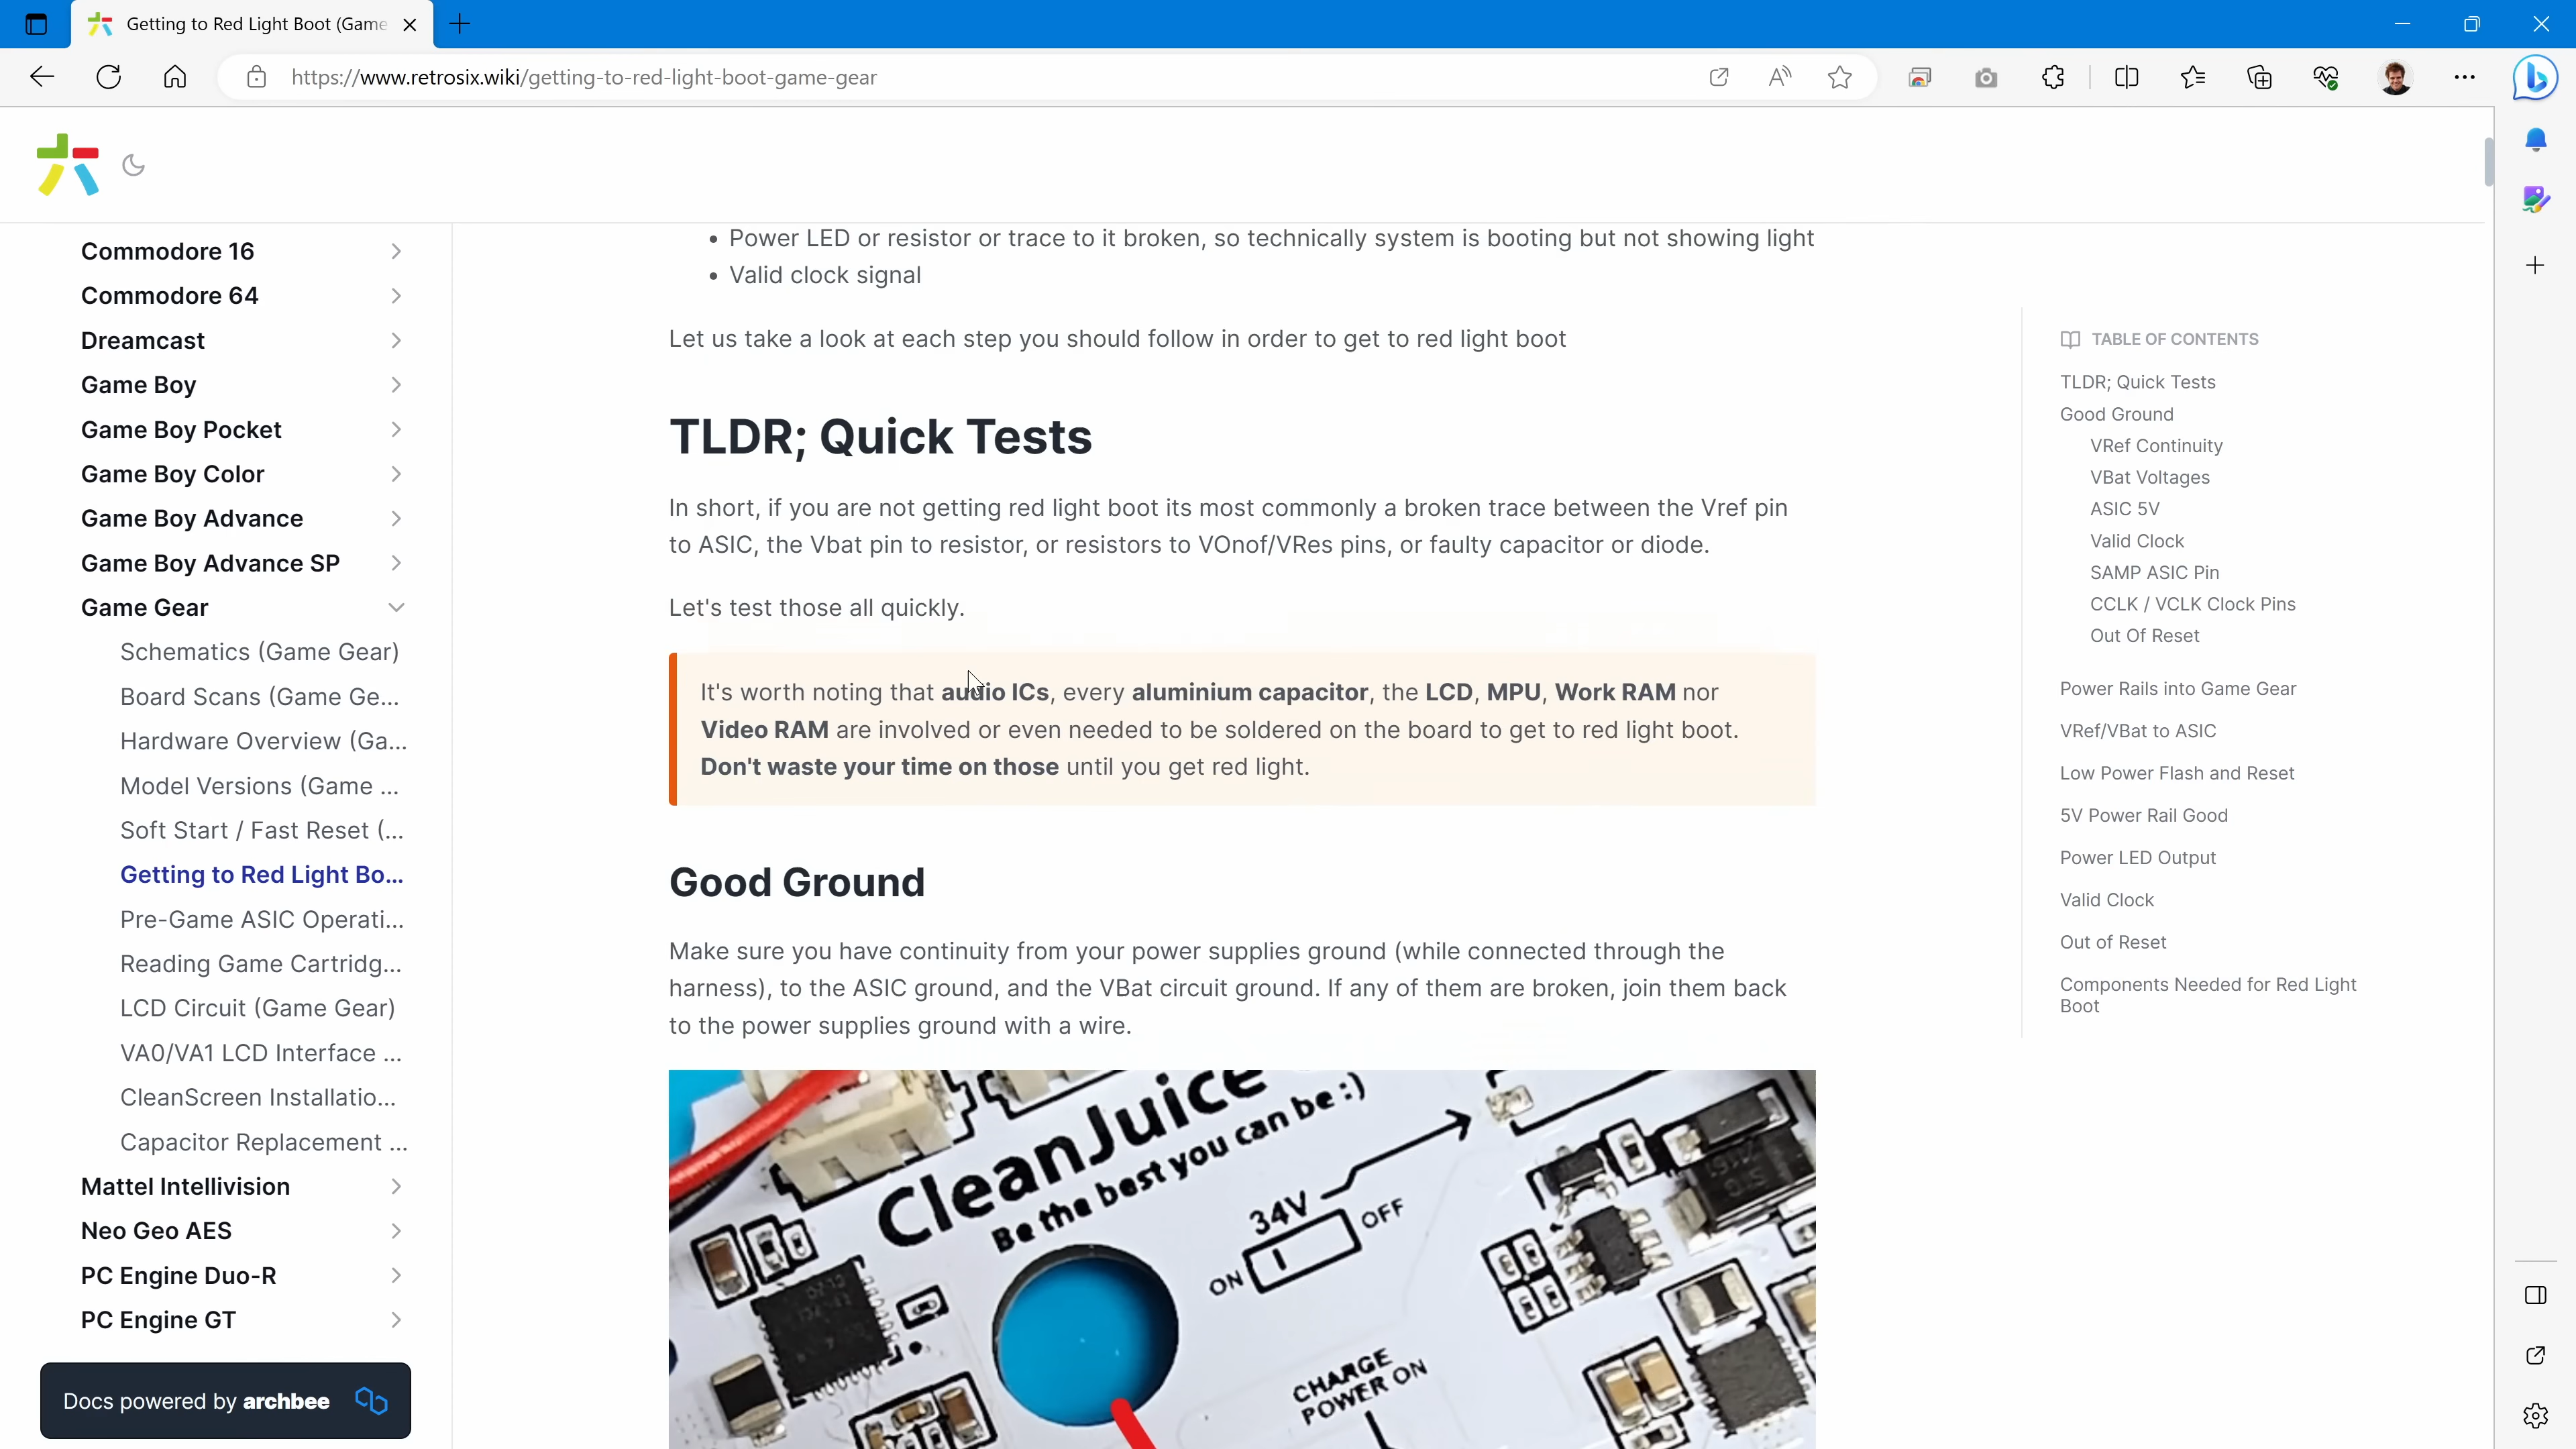 Getting to Red Light Boot (Game
https://www.retrosix.wiki/getting-to-red-light-boot-game-gear
Commodore 16
Commodore 64
Dreamcast
Game Boy
Game Boy Pocket
Game Boy Color
Game Boy Advance
Game Boy Advance SP
Game Gear
Schematics (Game Gear)
Board Scans (Game Ge...
Hardware Overview (Ga...
Model Versions (Game ...
Soft Start / Fast Reset (...
Getting to Red Light Bo...
Pre-Game ASIC Operati...
Reading Game Cartridg...
LCD Circuit (Game Gear)
VA0/VA1 LCD Interface ...
CleanScreen Installatio...
Capacitor Replacement ...
Mattel Intellivision
Neo Geo AES
PC Engine Duo-R
PC Engine GT
Docs powered by archbee
• Power LED or resistor or trace to it broken, so technically system is booting but not showing light
• Valid clock signal
Let us take a look at each step you should follow in order to get to red light boot
TLDR; Quick Tests
In short, if you are not getting red light boot its most commonly a broken trace between the Vref pin
to ASIC, the Vbat pin to resistor, or resistors to VOnof/VRes pins, or faulty capacitor or diode.
Let's test those all quickly.
It's worth noting that audio ICs, every aluminium capacitor, the LCD, MPU, Work RAM nor
Video RAM are involved or even needed to be soldered on the board to get to red light boot.
Don't waste your time on those until you get red light.
Good Ground
Make sure you have continuity from your power supplies ground (while connected through the
harness), to the ASIC ground, and the VBat circuit ground. If any of them are broken, join them back
to the power supplies ground with a wire.
CleanJuice
Be the best you can be :)
34V
ON
OFF
CHARGE
POWER ON
TABLE OF CONTENTS
TLDR; Quick Tests
Good Ground
VRef Continuity
VBat Voltages
ASIC 5V
Valid Clock
SAMP ASIC Pin
CCLK / VCLK Clock Pins
Out Of Reset
Power Rails into Game Gear
VRef/VBat to ASIC
Low Power Flash and Reset
5V Power Rail Good
Power LED Output
Valid Clock
Out of Reset
Components Needed for Red Light
Boot